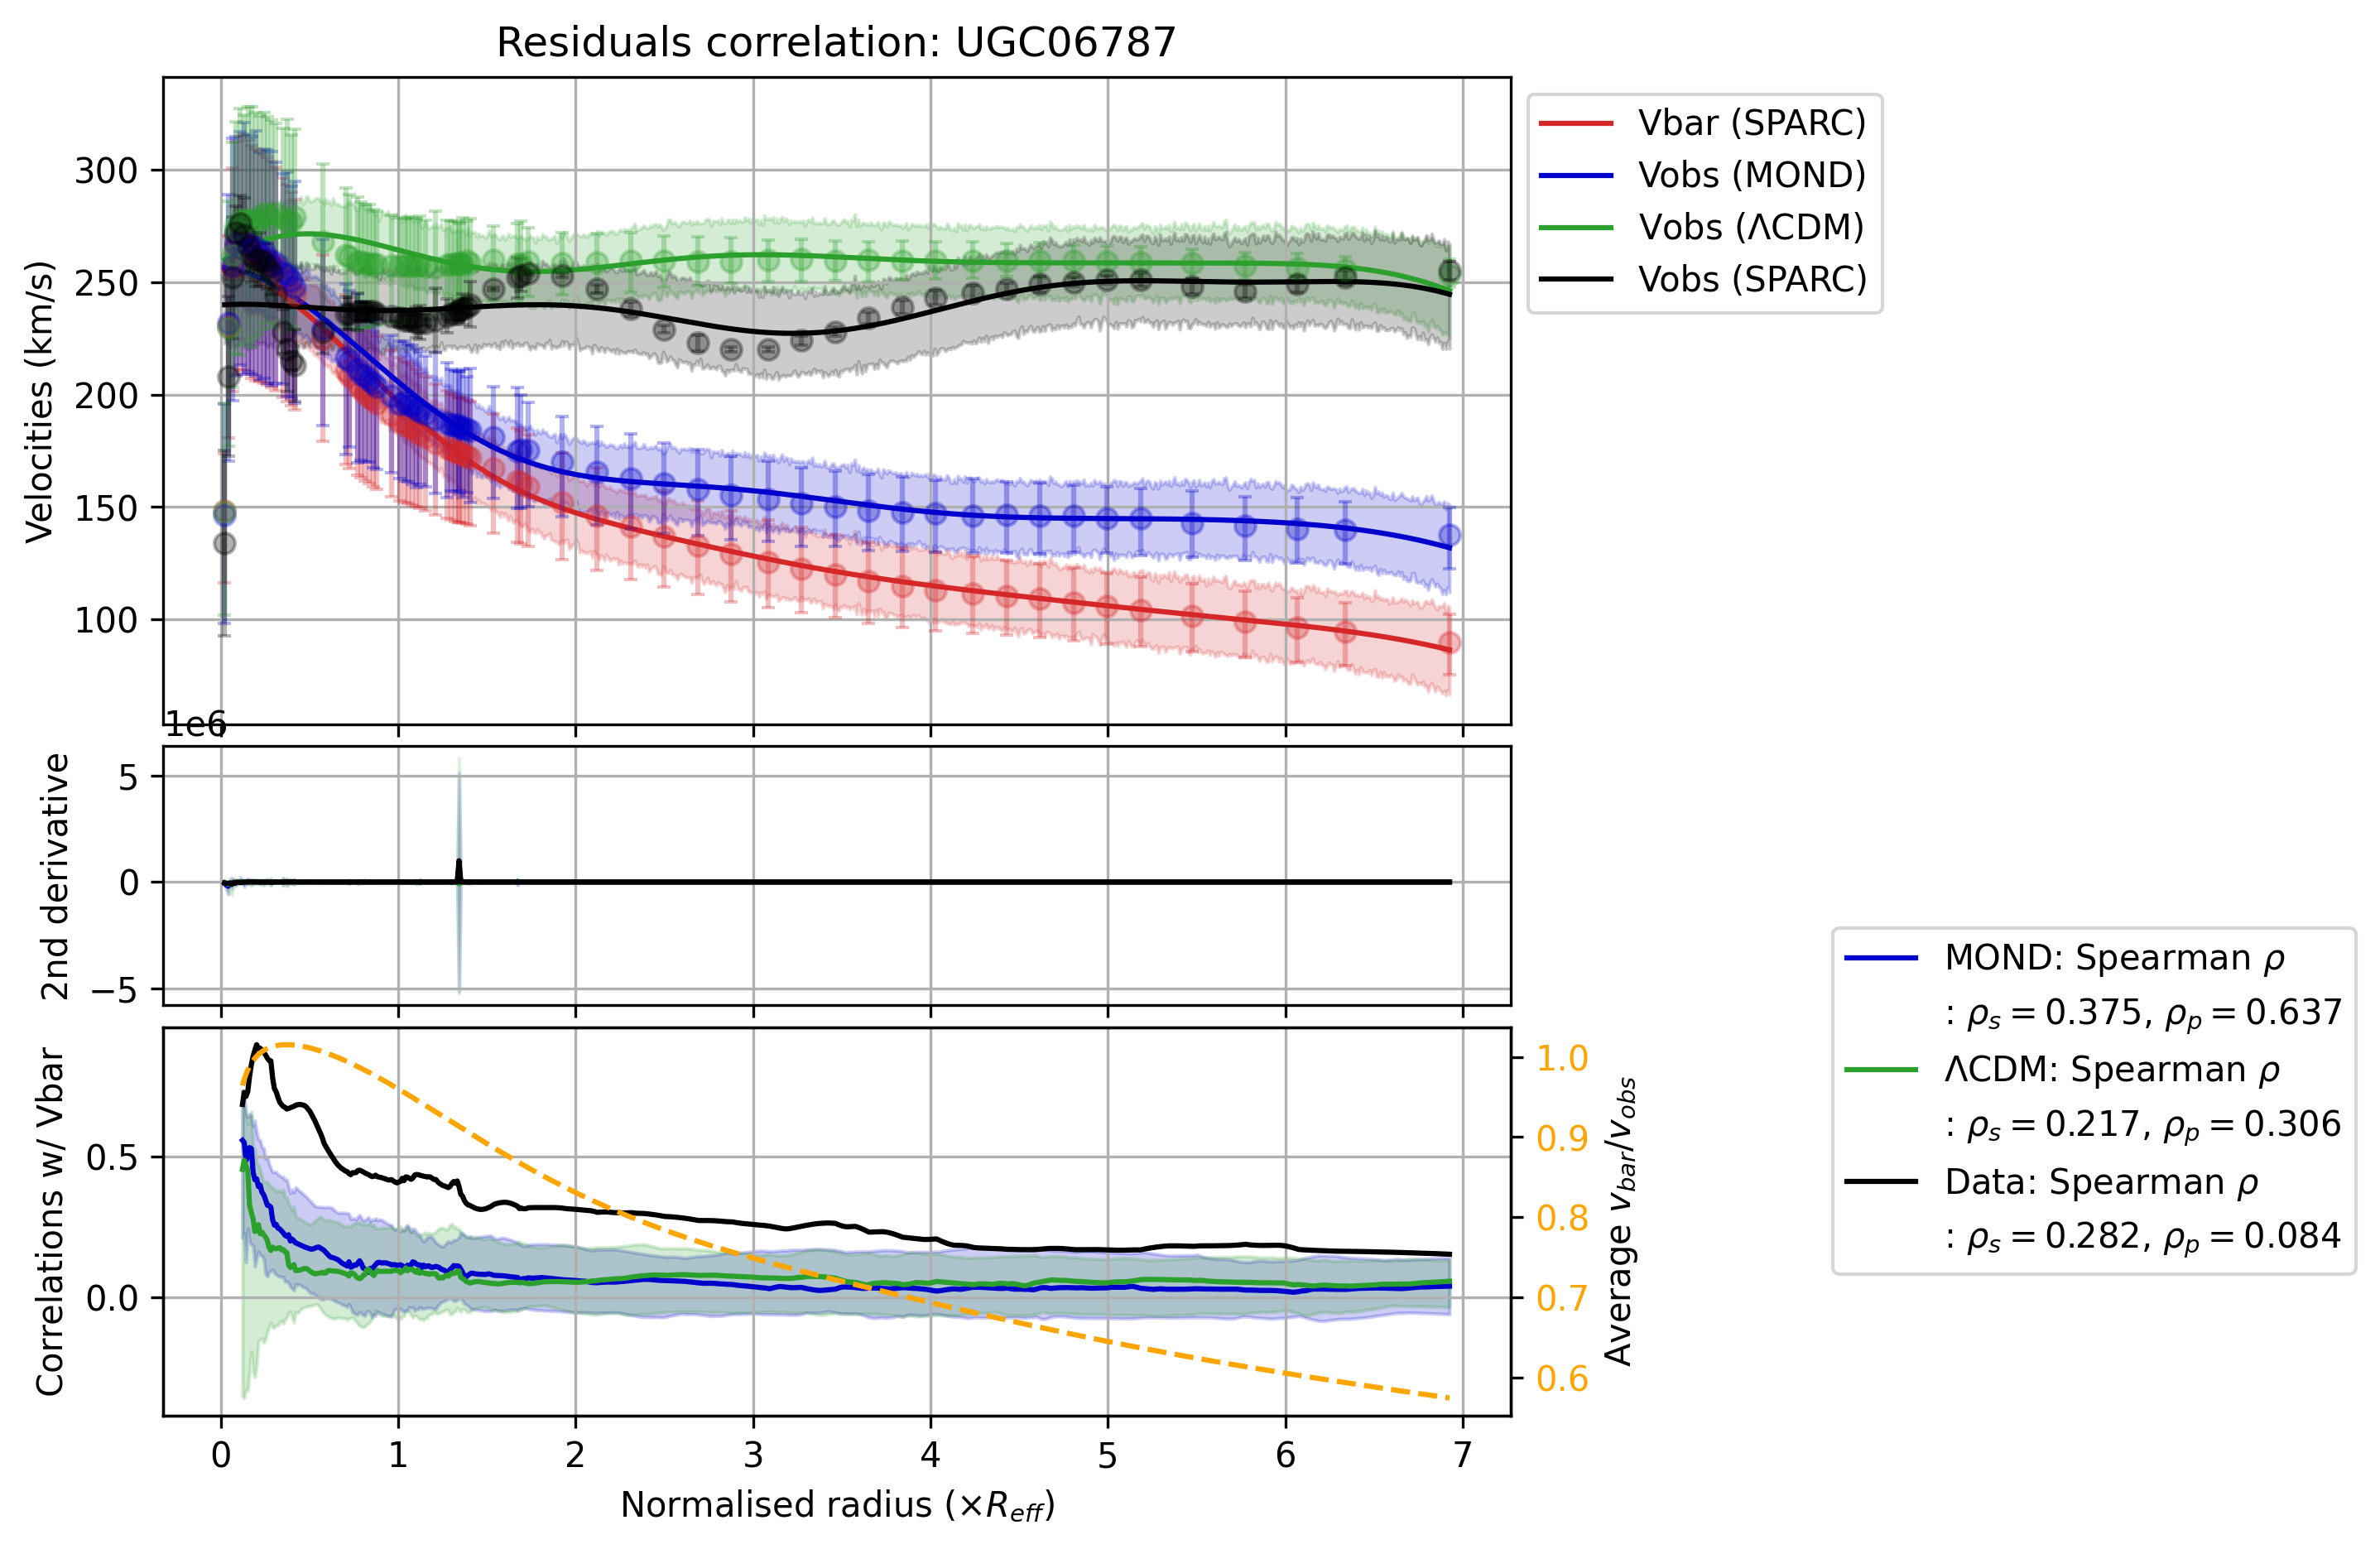 Residuals correlation: UGC06787
Velocities (km/s)
300
250
200
150
100
Vbar (SPARC)
Vobs (MOND)
Vobs (ΛCDM)
Vobs (SPARC)
1e6
2nd derivative
5
0
−5
Correlations w/ Vbar
0.5
0.0
1.0
0.9
0.8
0.7
0.6
Average v_bar/v_obs
MOND: Spearman ρ
: ρ_s = 0.375, ρ_p = 0.637
ΛCDM: Spearman ρ
: ρ_s = 0.217, ρ_p = 0.306
Data: Spearman ρ
: ρ_s = 0.282, ρ_p = 0.084
0 1 2 3 4 5 6 7
Normalised radius (×R_eff)